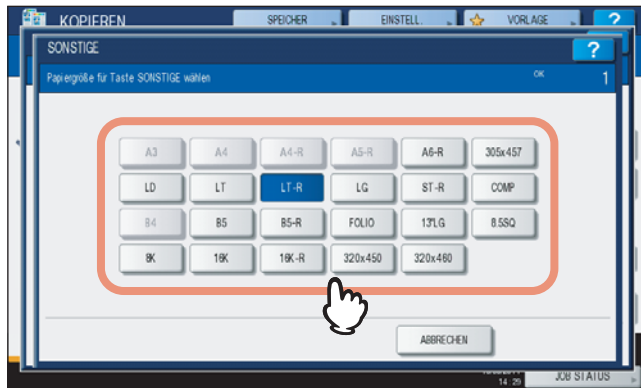 KOPIEREN SPEICHER EINSTELL. VORLAGE ?
SONSTIGE ?
Papiergröße für Taste SONSTIGE wählen OK 1
A3 A4 A4-R A5-R A6-R 305x457
LD LT LT-R LG ST-R COMP
B4 B5 B5-R FOLIO 13"LG 8.5SQ
8K 16K 16K-R 320x450 320x460
ABBRECHEN
14:29 JOB STATUS